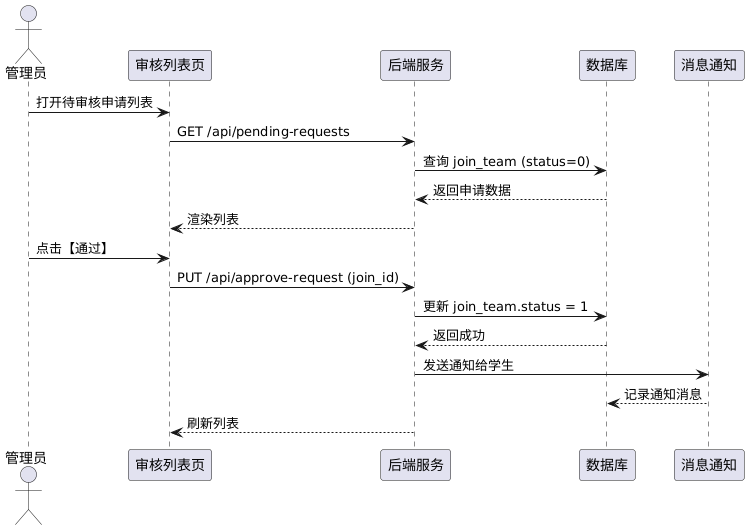 管理员
审核列表页
后端服务
数据库
消息通知
打开待审核申请列表
GET /api/pending-requests
查询 join_team (status=0)
返回申请数据
渲染列表
点击【通过】
PUT /api/approve-request (join_id)
更新 join_team.status = 1
返回成功
发送通知给学生
记录通知消息
刷新列表
管理员
审核列表页
后端服务
数据库
消息通知